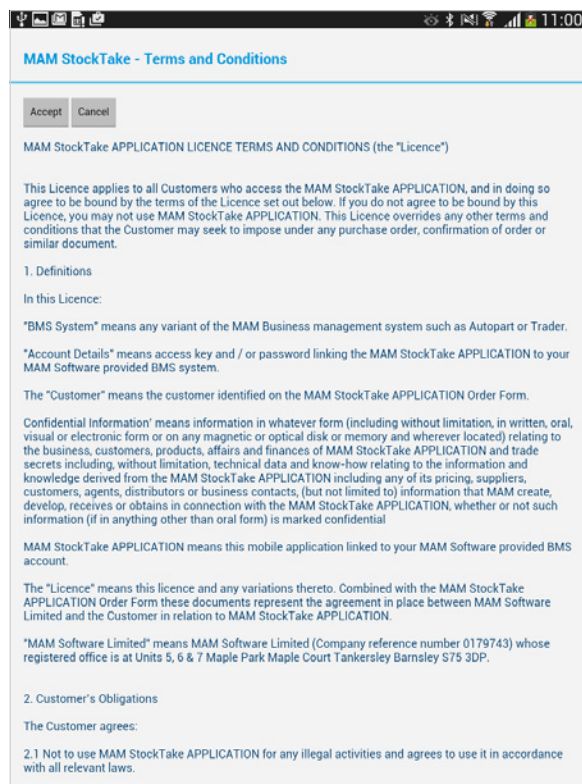 11:00
MAM StockTake - Terms and Conditions
Accept Cancel
MAM StockTake APPLICATION LICENCE TERMS AND CONDITIONS (the "Licence")
This Licence applies to all Customers who access the MAM StockTake APPLICATION, and in doing so
agree to be bound by the terms of the Licence set out below. If you do not agree to be bound by this
Licence, you may not use MAM StockTake APPLICATION. This Licence overrides any other terms and
conditions that the Customer may seek to impose under any purchase order, confirmation of order or
similar document.
1. Definitions
In this Licence:
"BMS System" means any variant of the MAM Business management system such as Autopart or Trader.
"Account Details" means access key and / or password linking the MAM StockTake APPLICATION to your
MAM Software provided BMS system.
The "Customer" means the customer identified on the MAM StockTake APPLICATION Order Form.
Confidential Information' means information in whatever form (including without limitation, in written, oral,
visual or electronic form or on any magnetic or optical disk or memory and wherever located) relating to
the business, customers, products, affairs and finances of MAM StockTake APPLICATION and trade
secrets including, without limitation, technical data and know-how relating to the information and
knowledge derived from the MAM StockTake APPLICATION including any of its pricing, suppliers,
customers, agents, distributors or business contacts, (but not limited to) information that MAM create,
develop, receives or obtains in connection with the MAM StockTake APPLICATION, whether or not such
information (if in anything other than oral form) is marked confidential
MAM StockTake APPLICATION means this mobile application linked to your MAM Software provided BMS
account.
The "Licence" means this licence and any variations thereto. Combined with the MAM StockTake
APPLICATION Order Form these documents represent the agreement in place between MAM Software
Limited and the Customer in relation to MAM StockTake APPLICATION.
"MAM Software Limited" means MAM Software Limited (Company reference number 0179743) whose
registered office is at Units 5, 6 & 7 Maple Park Maple Court Tankersley Barnsley S75 3DP.
2. Customer's Obligations
The Customer agrees:
2.1 Not to use MAM StockTake APPLICATION for any illegal activities and agrees to use it in accordance
with all relevant laws.